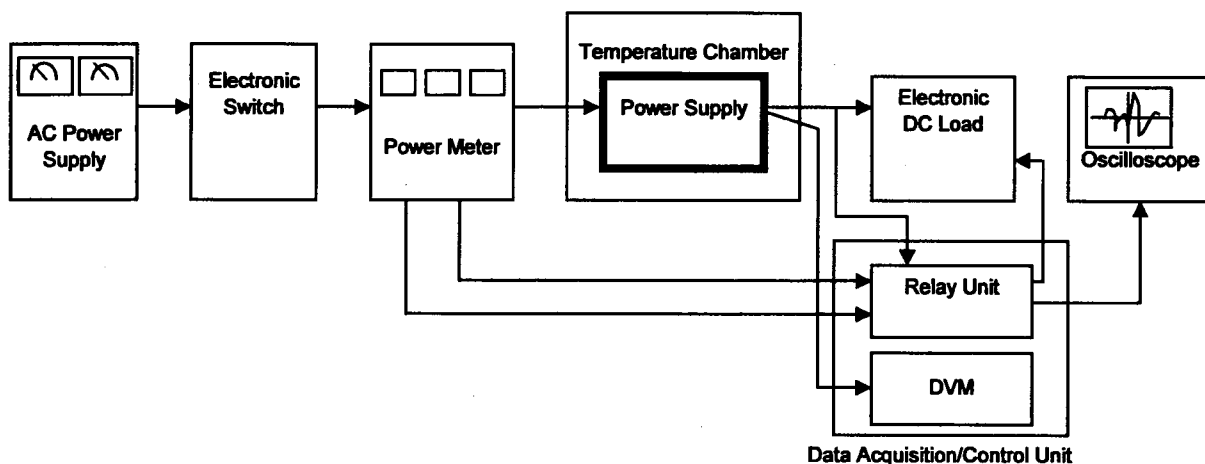 AC Power
Supply
Electronic
Switch
Power Meter
Temperature Chamber
Power Supply
Electronic
DC Load
Oscilloscope
Relay Unit
DVM
Data Acquisition/Control Unit